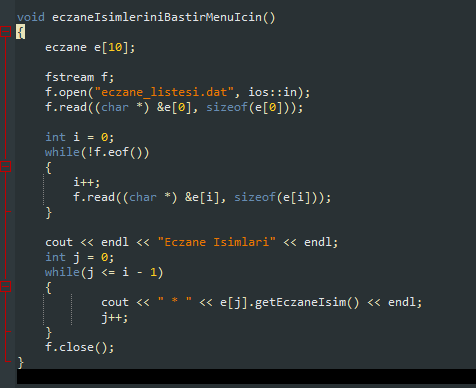 void eczaneIsimleriniBastirMenuIcin()
{
eczane e[10];
fstream f;
f.open("eczane_listesi.dat", ios::in);
f.read((char *) &e[0], sizeof(e[0]));
int i = 0;
while(!f.eof())
{
i++;
f.read((char *) &e[i], sizeof(e[i]));
}
cout << endl << "Eczane Isimlari" << endl;
int j = 0;
while(j <= i - 1)
{
cout << " * " << e[j].getEczaneIsim() << endl;
j++;
}
f.close();
}